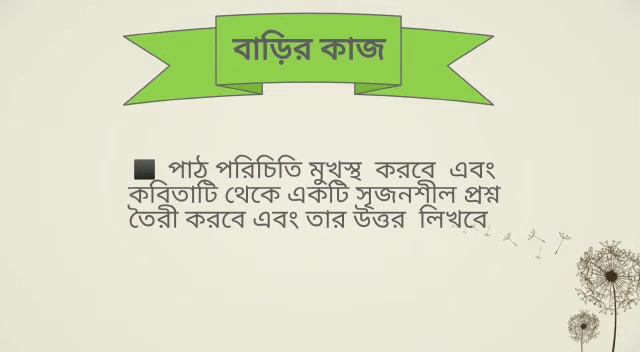 বাড়ির কাজ
পাঠ পরিচিতি মুখস্থ করবে এবং
কবিতাটি থেকে একটি সৃজনশীল প্রশ্ন
তৈরী করবে এবং তার উত্তর লিখবে